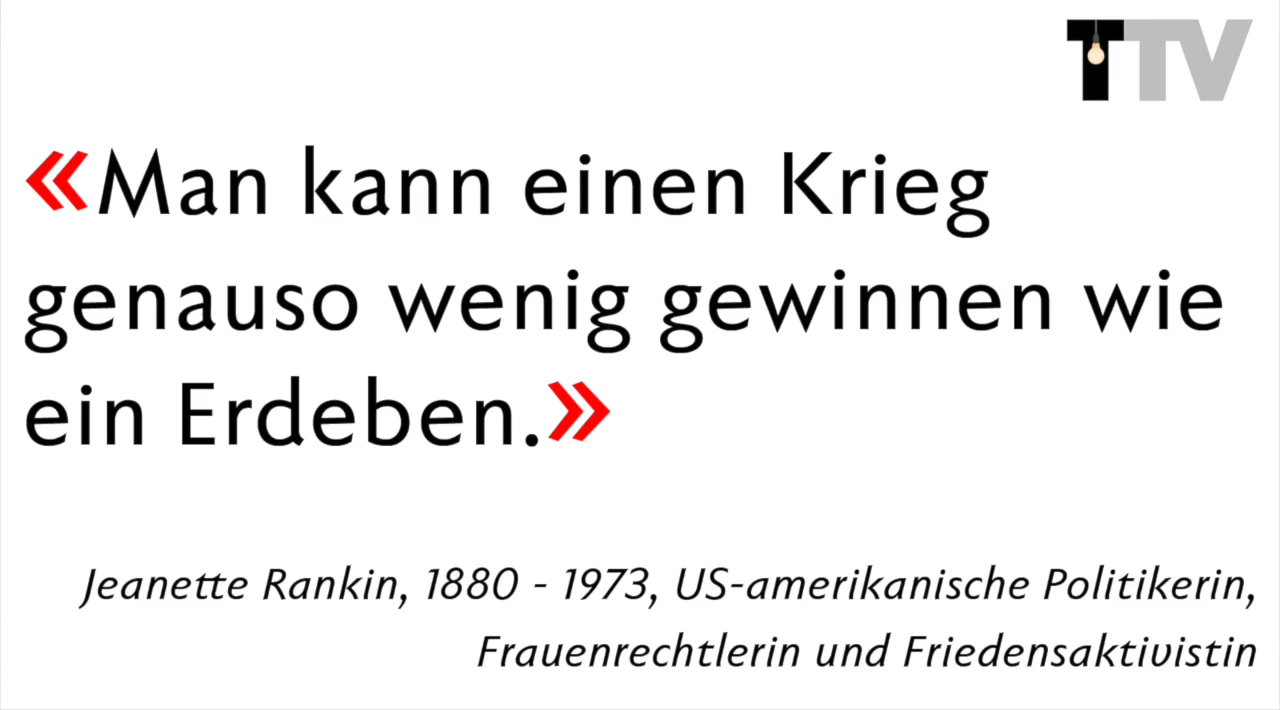 TTV
«Man kann einen Krieg
genauso wenig gewinnen wie
ein Erdeben.»
Jeanette Rankin, 1880 - 1973, US-amerikanische Politikerin,
Frauenrechtlerin und Friedensaktivistin